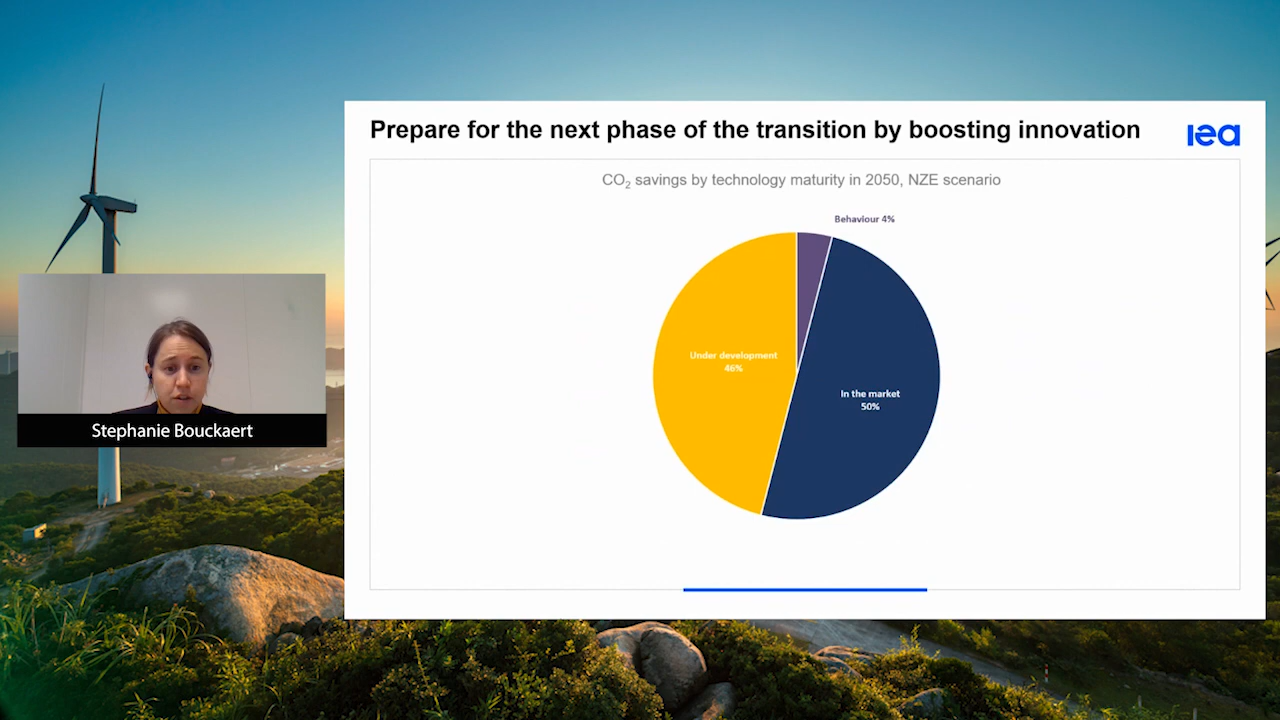 Prepare for the next phase of the transition by boosting innovation
iea
CO₂ savings by technology maturity in 2050, NZE scenario
Behaviour 4%
Under development
46%
In the market
50%
Stephanie Bouckaert